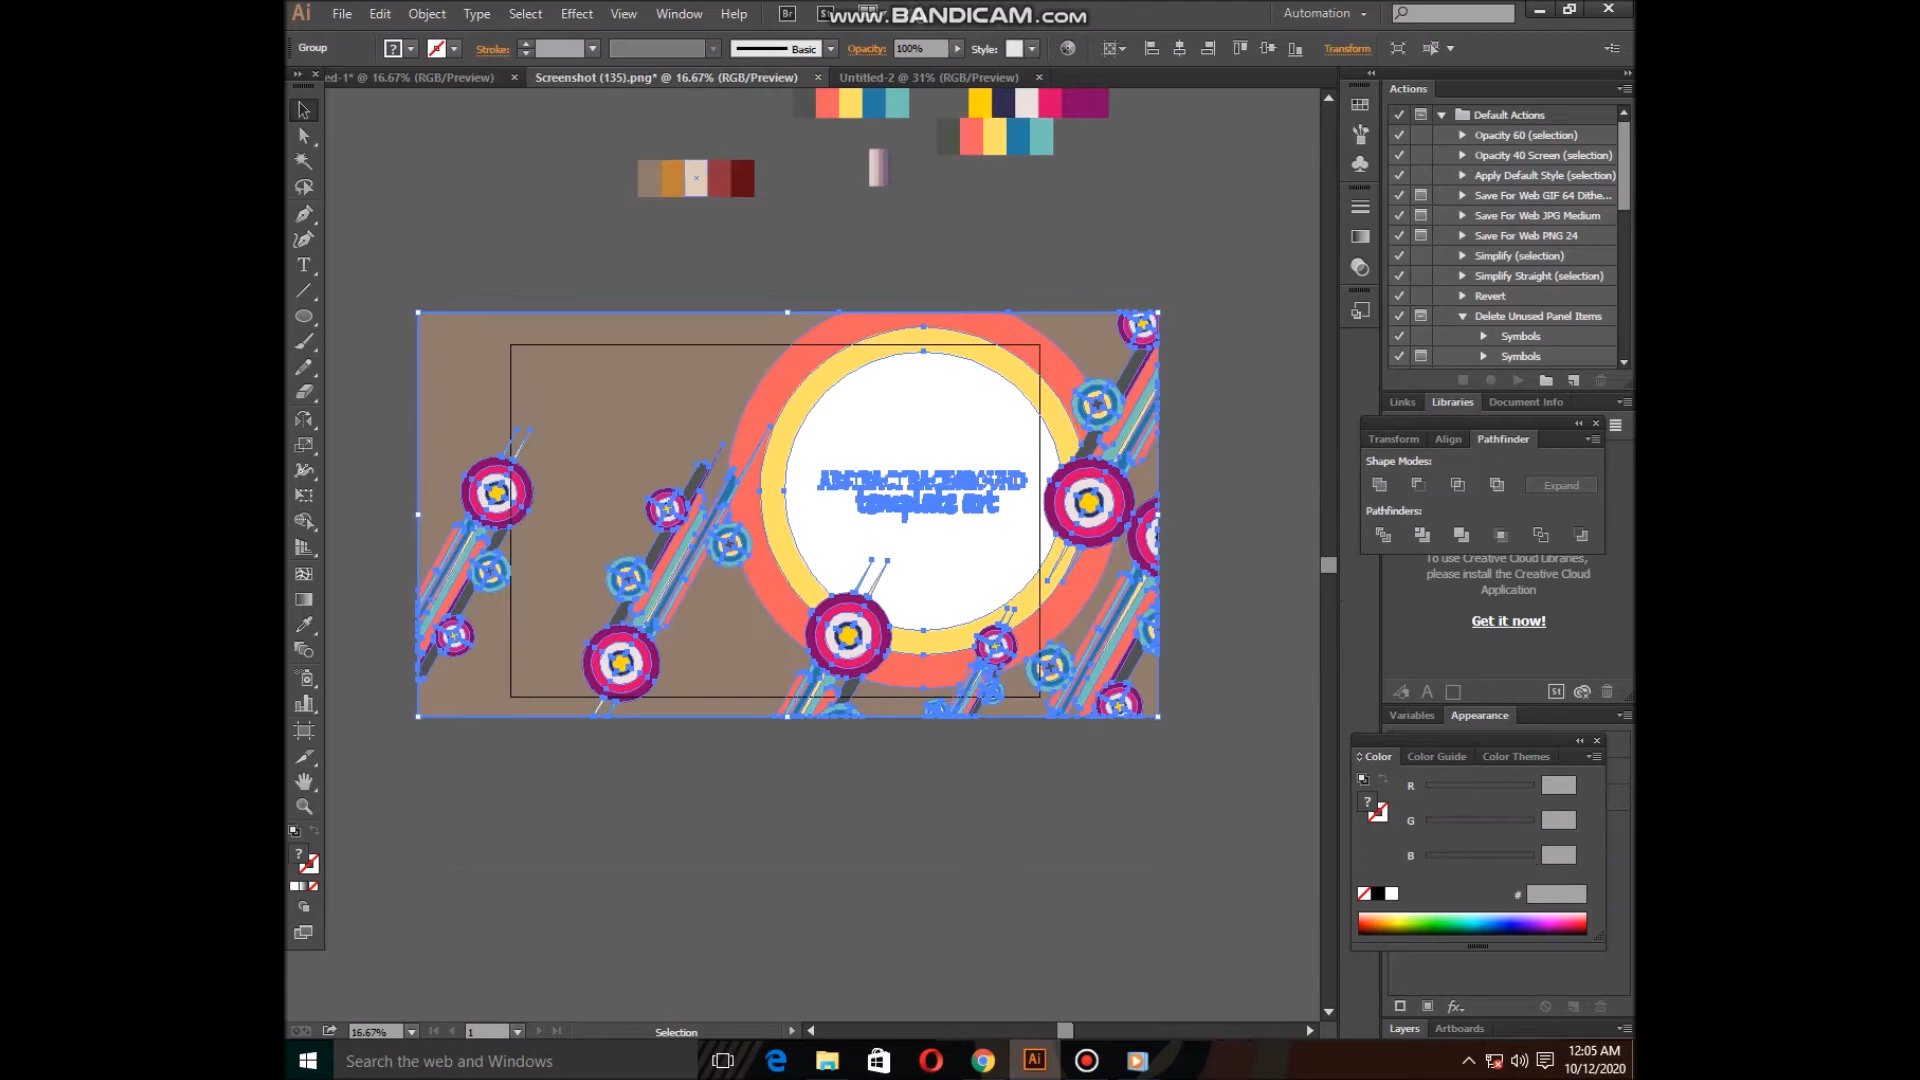 www.BANDICAM.com
Ai File Edit Object Type Select Effect View Window Help Br St Automation
Group ? Stroke: Basic Opacity: 100% Style: Transform
ed-1* @ 16.67% (RGB/Preview) × Screenshot (135).png* @ 16.67% (RGB/Preview) × Untitled-2 @ 31% (RGB/Preview) ×
Actions
Default Actions
Opacity 60 (selection)
Opacity 40 Screen (selection)
Apply Default Style (selection)
Save For Web GIF 64 Dithe...
Save For Web JPG Medium
Save For Web PNG 24
Simplify (selection)
Simplify Straight (selection)
Revert
Delete Unused Panel Items
Symbols
Symbols
Links Libraries Document Info
Transform Align Pathfinder
Shape Modes:
Expand
Pathfinders:
To use Creative Cloud Libraries,
please install the Creative Cloud
Application
Get it now!
ABSTRACT BACKGROUND
template art
Variables Appearance
Color Color Guide Color Themes
R
G
B
#
fx
Layers Artboards
16.67% 1 Selection
Search the web and Windows
12:05 AM
10/12/2020